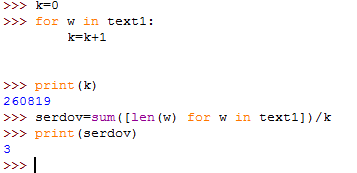 >>> k=0
>>> for w in text1:
        k=k+1
>>> print(k)
260819
>>> serdov=sum([len(w) for w in text1])/k
>>> print(serdov)
3
>>>